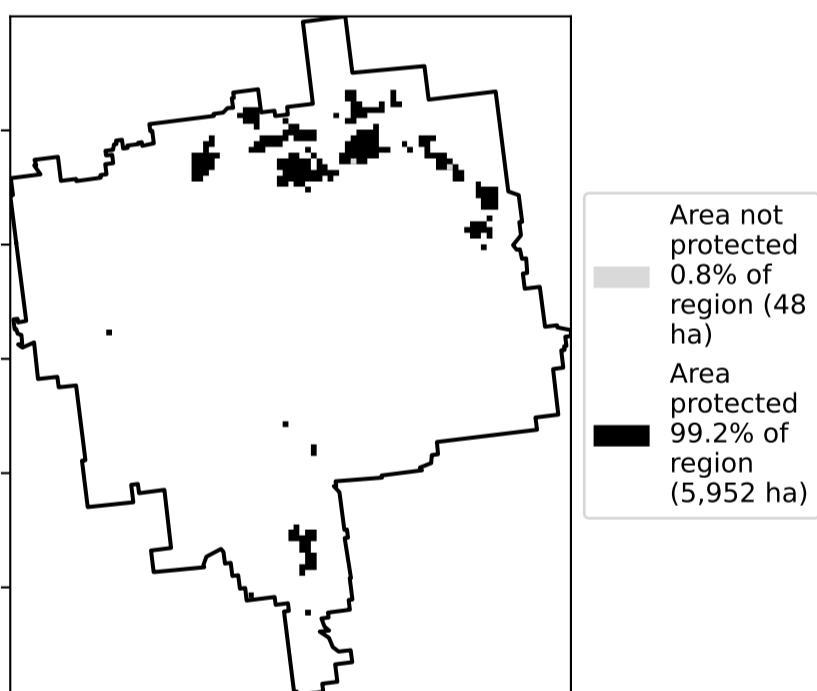 Area not
protected
0.8% of
region (48
ha)
Area
protected
99.2% of
region
(5,952 ha)